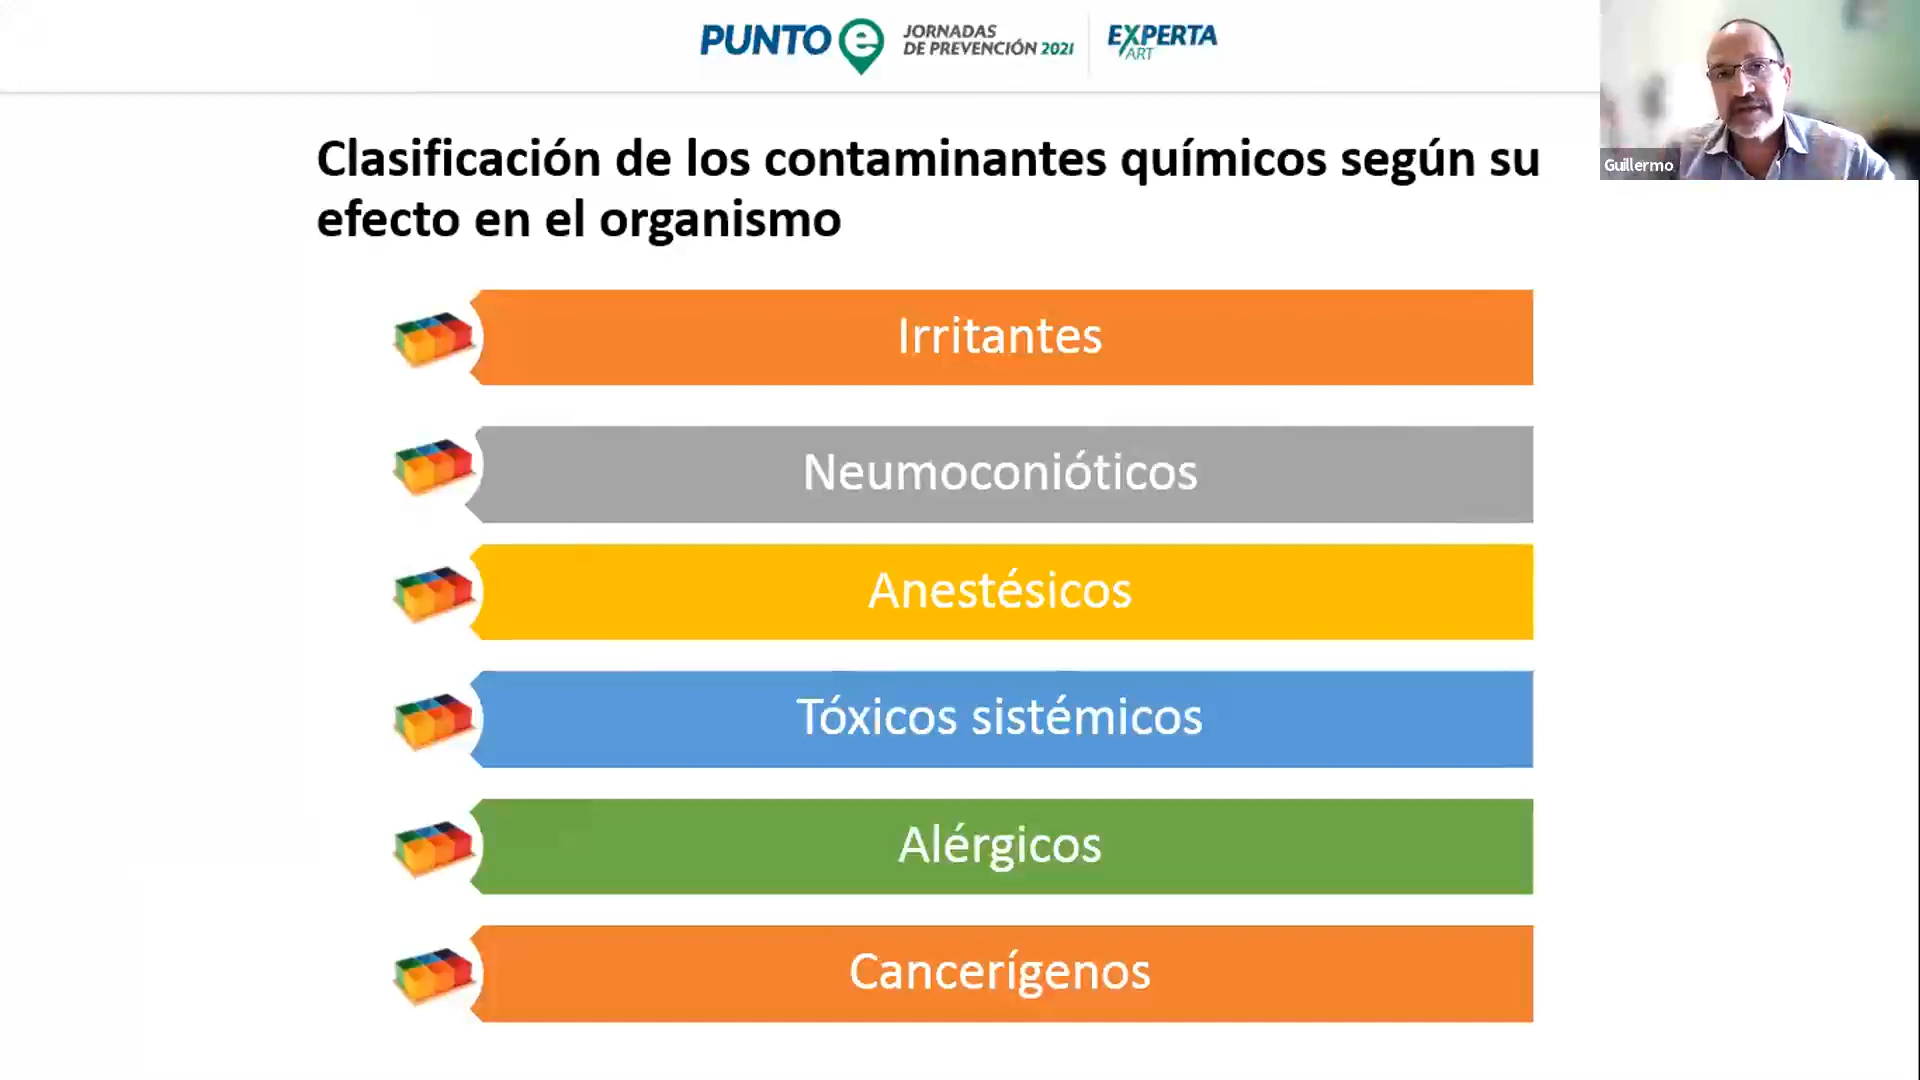 PUNTO e JORNADAS DE PREVENCIÓN 2021 EXPERTA ART
Guillermo
Clasificación de los contaminantes químicos según su
efecto en el organismo
Irritantes
Neumoconióticos
Anestésicos
Tóxicos sistémicos
Alérgicos
Cancerígenos